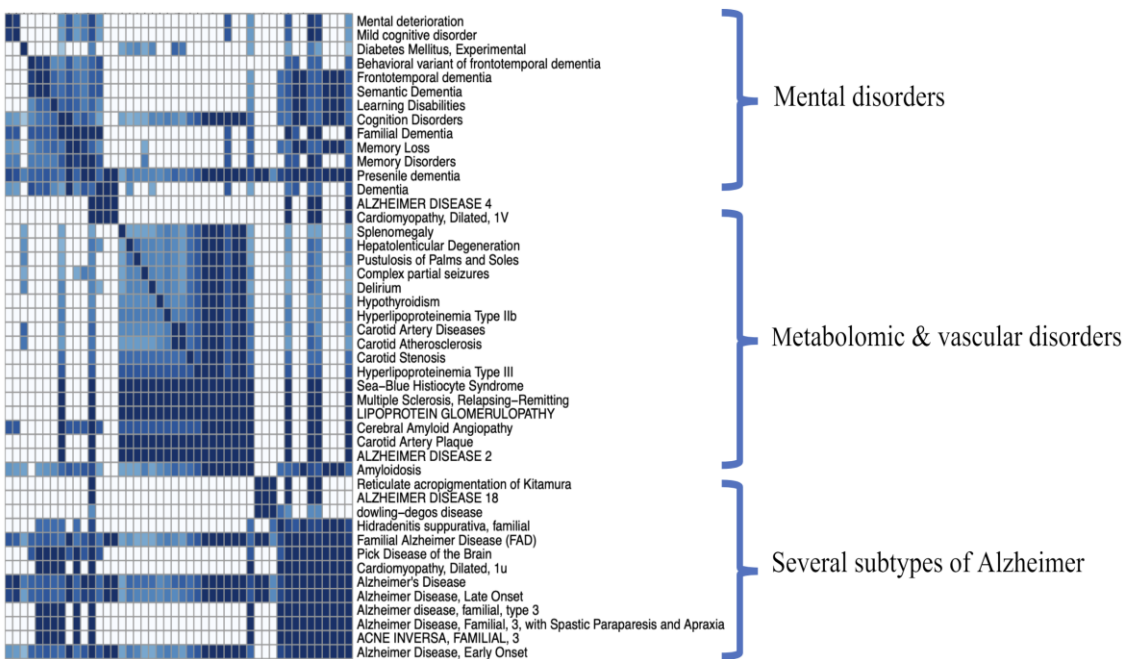 Mental deterioration
Mild cognitive disorder
Diabetes Mellitus, Experimental
Behavioral variant of frontotemporal dementia
Frontotemporal dementia
Semantic Dementia
Learning Disabilities
Cognition Disorders
Familial Dementia
Memory Loss
Memory Disorders
Presenile dementia
Dementia
ALZHEIMER DISEASE 4
Cardiomyopathy, Dilated, 1V
Splenomegaly
Hepatolenticular Degeneration
Pustulosis of Palms and Soles
Complex partial seizures
Delirium
Hypothyroidism
Hyperlipoproteinemia Type IIb
Carotid Artery Diseases
Carotid Atherosclerosis
Carotid Stenosis
Hyperlipoproteinemia Type III
Sea−Blue Histiocyte Syndrome
Multiple Sclerosis, Relapsing−Remitting
LIPOPROTEIN GLOMERULOPATHY
Cerebral Amyloid Angiopathy
Carotid Artery Plaque
ALZHEIMER DISEASE 2
Amyloidosis
Reticulate acropigmentation of Kitamura
ALZHEIMER DISEASE 18
dowling−degos disease
Hidradenitis suppurativa, familial
Familial Alzheimer Disease (FAD)
Pick Disease of the Brain
Cardiomyopathy, Dilated, 1u
Alzheimer's Disease
Alzheimer Disease, Late Onset
Alzheimer disease, familial, type 3
Alzheimer Disease, Familial, 3, with Spastic Paraparesis and Apraxia
ACNE INVERSA, FAMILIAL, 3
Alzheimer Disease, Early Onset
Mental disorders
Metabolomic & vascular disorders
Several subtypes of Alzheimer